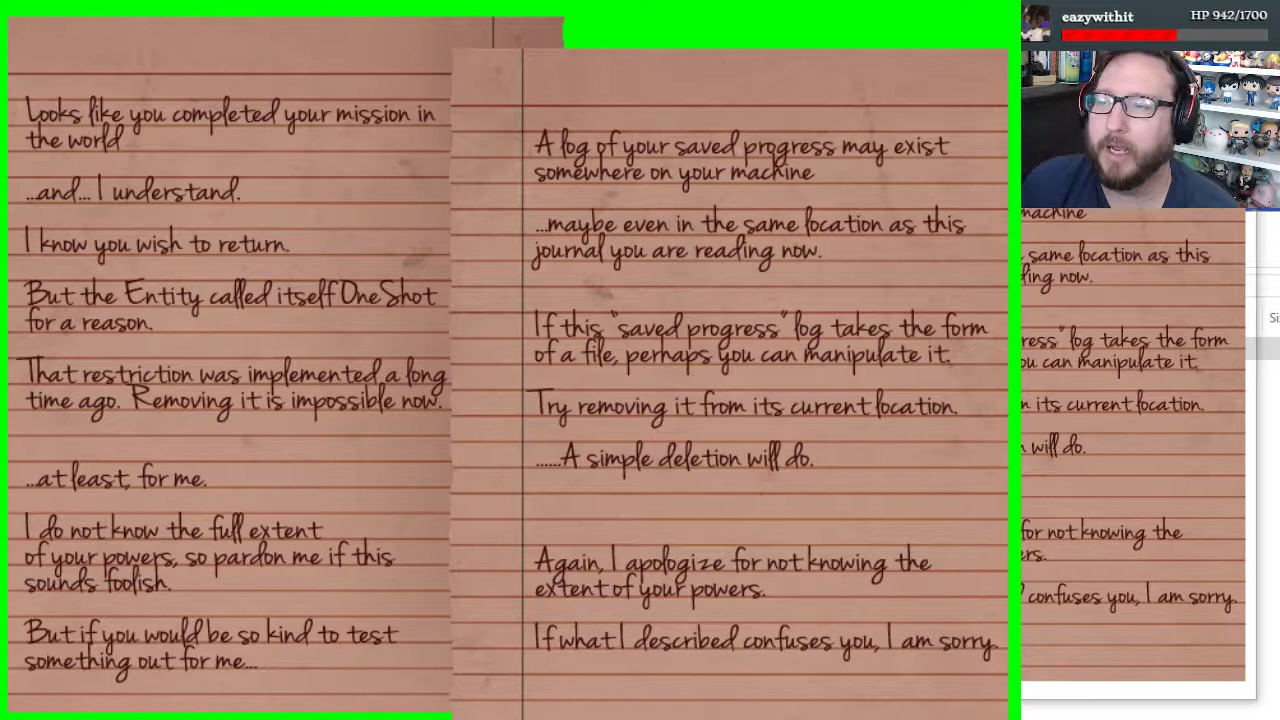 eazywithit
HP 942/1700
Looks like you completed your mission in
the world
...and... I understand.
I know you wish to return.
But the Entity called itself OneShot
for a reason.
That restriction was implemented a long
time ago. Removing it is impossible now.
...at least, for me.
I do not know the full extent
of your powers, so pardon me if this
sounds foolish.
But if you would be so kind to test
something out for me...
A log of your saved progress may exist
somewhere on your machine
...maybe even in the same location as this
journal you are reading now.
If this "saved progress" log takes the form
of a file, perhaps you can manipulate it.
Try removing it from its current location.
......A simple deletion will do.
Again, I apologize for not knowing the
extent of your powers.
If what I described confuses you, I am sorry.
machine
same location as this
now.
log takes the form
can manipulate it.
its current location.
will do.
for not knowing the
confuses you, I am sorry.